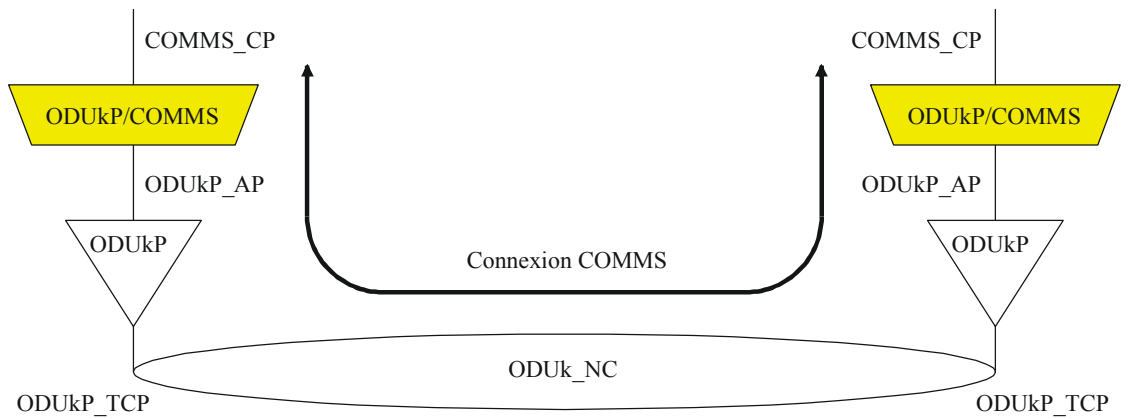 COMMS_CP
COMMS_CP
ODUkP/COMMS
ODUkP/COMMS
ODUkP_AP
ODUkP_AP
ODUkP
ODUkP
Connexion COMMS
ODUk_NC
ODUkP_TCP
ODUkP_TCP